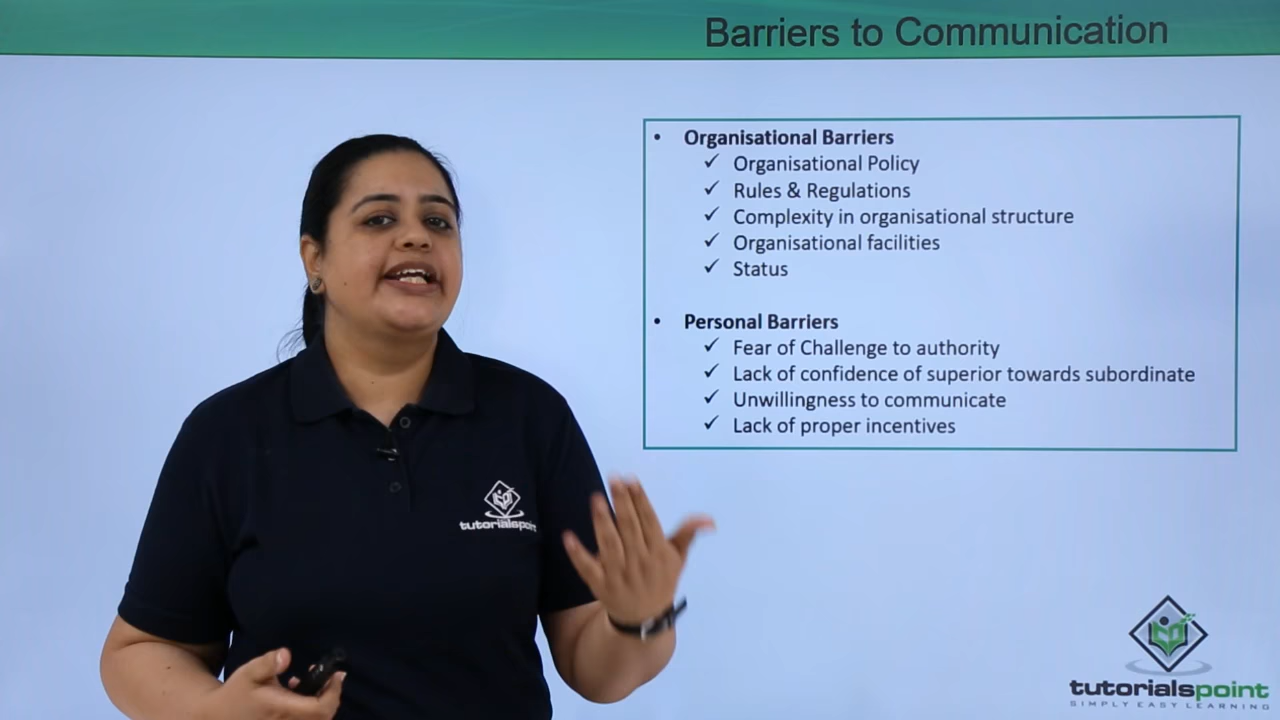 Barriers to Communication
• Organisational Barriers
✓ Organisational Policy
✓ Rules & Regulations
✓ Complexity in organisational structure
✓ Organisational facilities
✓ Status
• Personal Barriers
✓ Fear of Challenge to authority
✓ Lack of confidence of superior towards subordinate
✓ Unwillingness to communicate
✓ Lack of proper incentives
tutorialspoint
tutorialspoint
SIMPLY EASY LEARNING